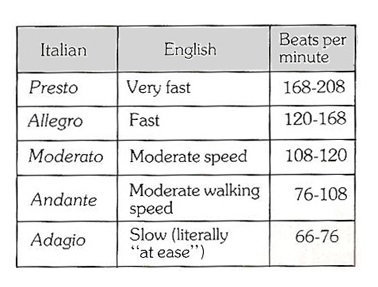 Italian English Beats per
minute
Presto Very fast 168-208
Allegro Fast 120-168
Moderato Moderate speed 108-120
Andante Moderate walking 76-108
speed
Adagio Slow (literally 66-76
“at ease”)